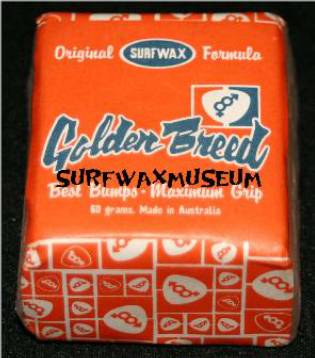 Original SURFWAX Formula
Golden Breed
SURFWAXMUSEUM
Best Bumps - Maximum Grip
60 grams. Made in Australia